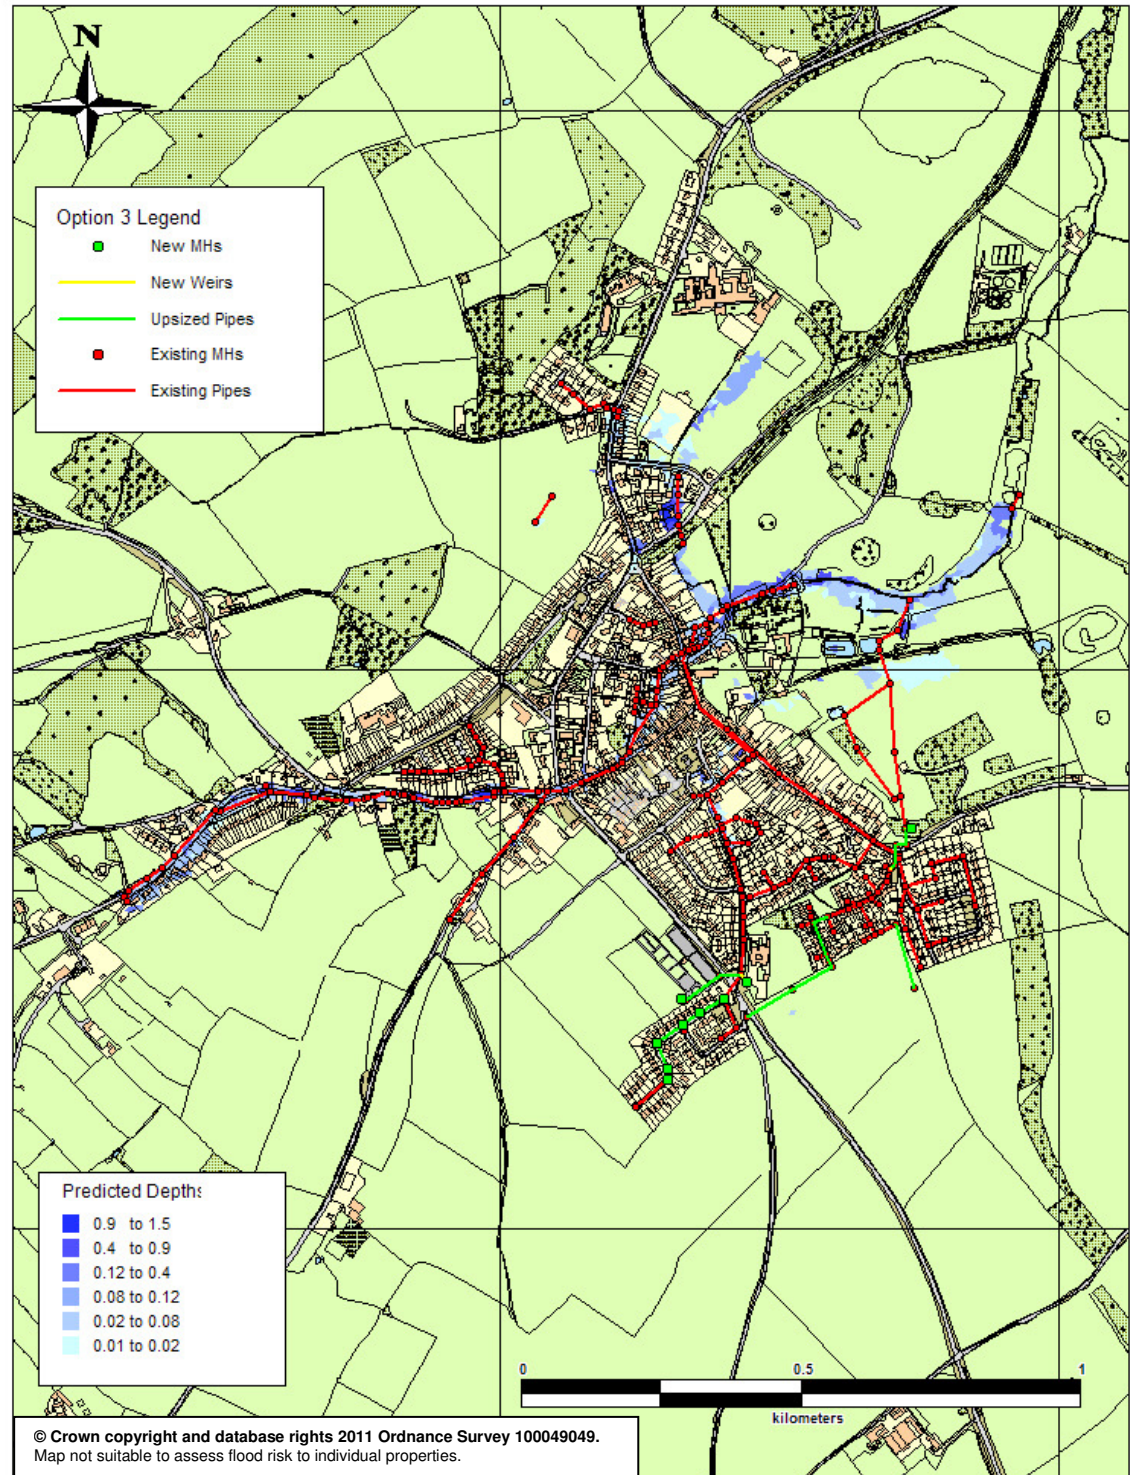 N
Option 3 Legend
New MHs
New Weirs
Upsized Pipes
Existing MHs
Existing Pipes
Predicted Depths
0.9 to 1.5
0.4 to 0.9
0.12 to 0.4
0.08 to 0.12
0.02 to 0.08
0.01 to 0.02
0 0.5 1
kilometers
© Crown copyright and database rights 2011 Ordnance Survey 100049049.
Map not suitable to assess flood risk to individual properties.